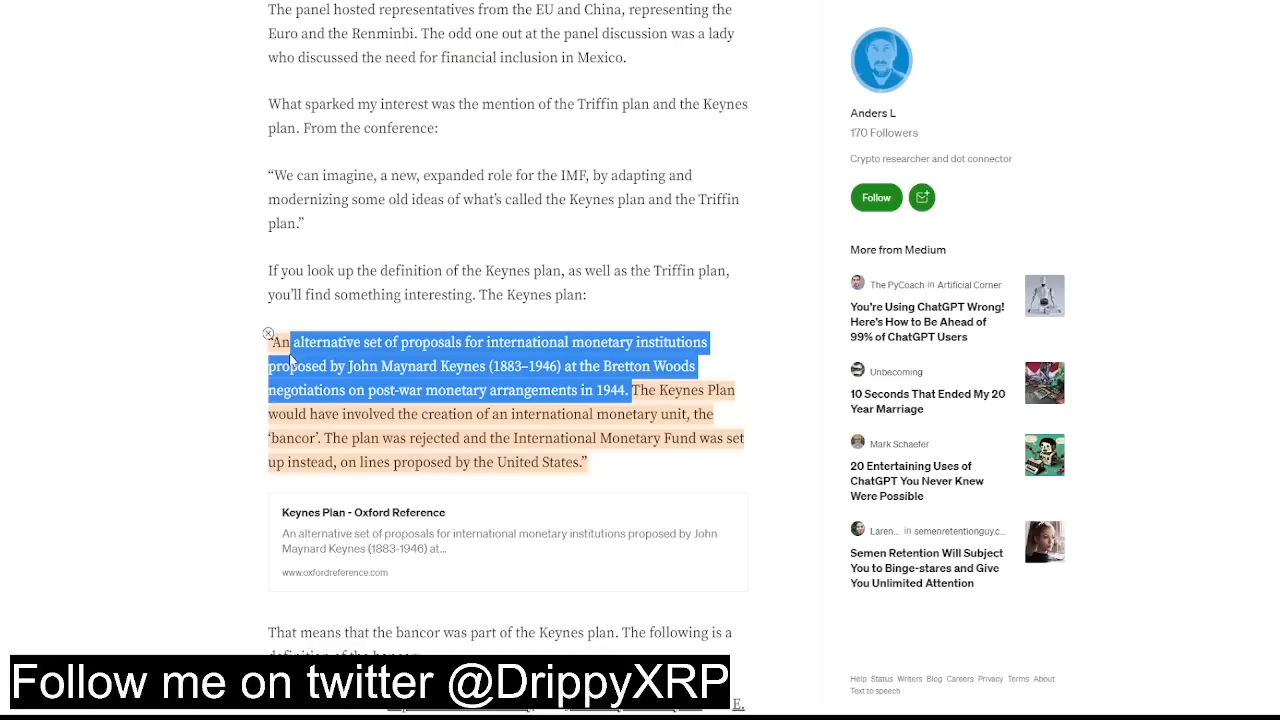 The panel hosted representatives from the EU and China, representing the
Euro and the Renminbi. The odd one out at the panel discussion was a lady
who discussed the need for financial inclusion in Mexico.
What sparked my interest was the mention of the Triffin plan and the Keynes
plan. From the conference:
“We can imagine, a new, expanded role for the IMF, by adapting and
modernizing some old ideas of what’s called the Keynes plan and the Triffin
plan.”
If you look up the definition of the Keynes plan, as well as the Triffin plan,
you’ll find something interesting. The Keynes plan:
“An alternative set of proposals for international monetary institutions
proposed by John Maynard Keynes (1883–1946) at the Bretton Woods
negotiations on post-war monetary arrangements in 1944. The Keynes Plan
would have involved the creation of an international monetary unit, the
‘bancor’. The plan was rejected and the International Monetary Fund was set
up instead, on lines proposed by the United States.”
Keynes Plan - Oxford Reference
An alternative set of proposals for international monetary institutions proposed by John
Maynard Keynes (1883-1946) at...
www.oxfordreference.com
That means that the bancor was part of the Keynes plan. The following is a
definition of the bancor:
E.
Anders L
170 Followers
Crypto researcher and dot connector
Follow
More from Medium
The PyCoach in Artificial Corner
You’re Using ChatGPT Wrong!
Here’s How to Be Ahead of
99% of ChatGPT Users
Unbecoming
10 Seconds That Ended My 20
Year Marriage
Mark Schaefer
20 Entertaining Uses of
ChatGPT You Never Knew
Were Possible
Laren... in semenretentionguy.c...
Semen Retention Will Subject
You to Binge-stares and Give
You Unlimited Attention
Help Status Writers Blog Careers Privacy Terms About
Text to speech
Follow me on twitter @DrippyXRP